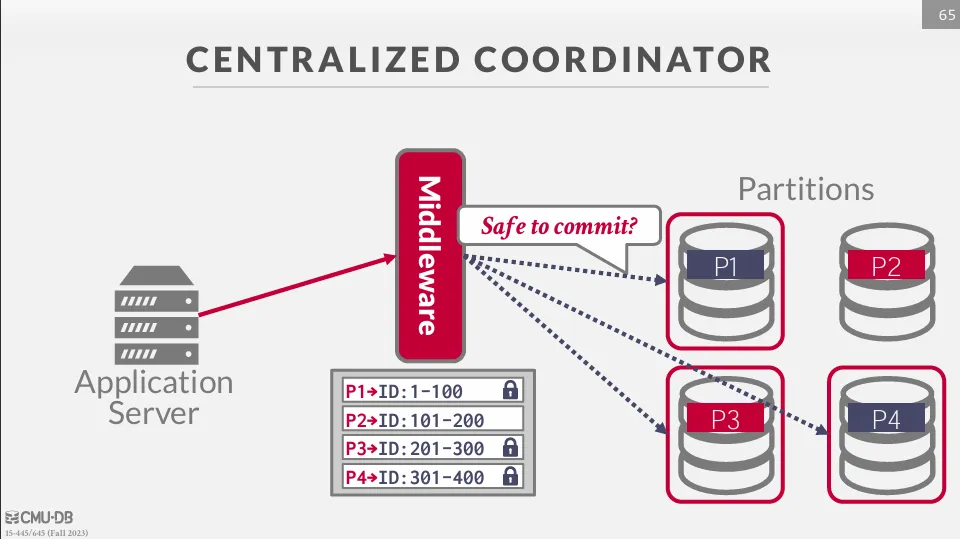 65
CENTRALIZED COORDINATOR
Partitions
Middleware
Safe to commit?
P1
P2
Application
Server
P1➔ID:1-100
P2➔ID:101-200
P3➔ID:201-300
P4➔ID:301-400
P3
P4
CMU·DB
15-445/645 (Fall 2023)